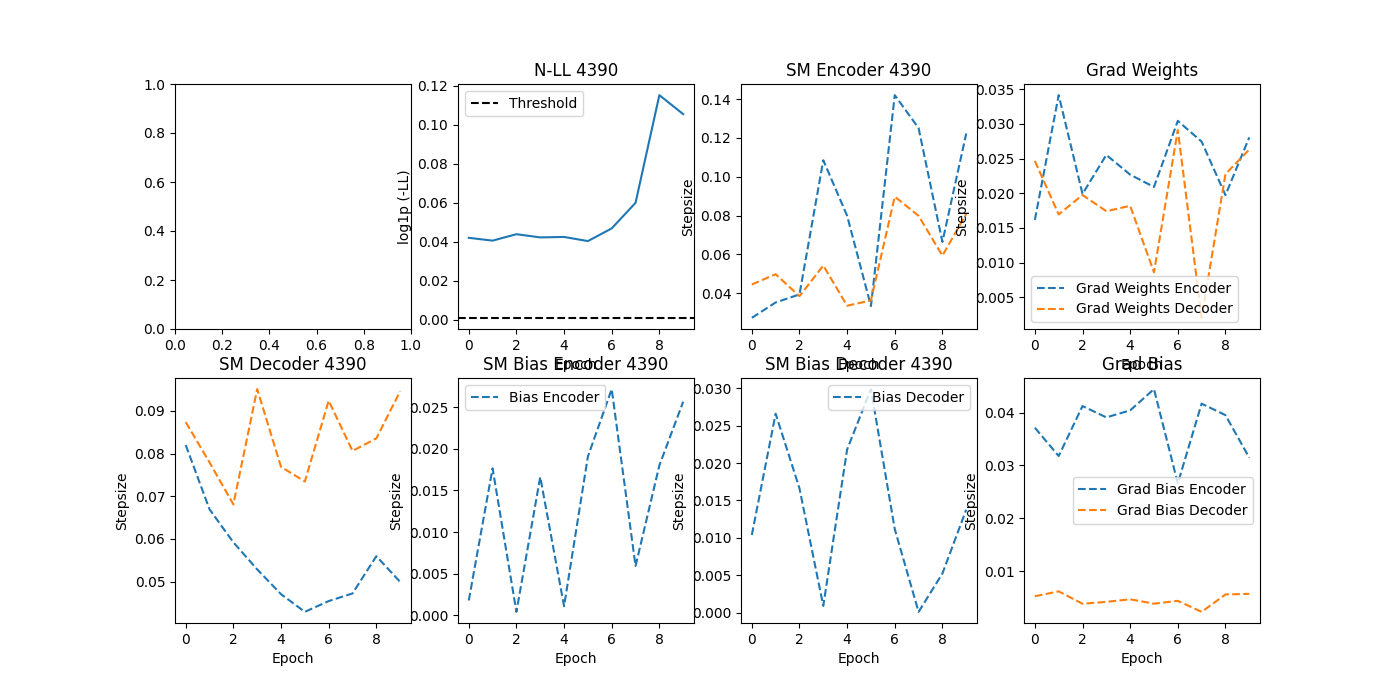 1.0
0.8
0.6
0.4
0.2
0.0
0.0 0.2 0.4 0.6 0.8 1.0
N-LL 4390
Threshold
0.12
0.10
0.08
0.06
0.04
0.02
0.00
log1p (-LL)
0 2 4 6 8
Epoch
SM Encoder 4390
0.14
0.12
0.10
0.08
0.06
0.04
Stepsize
0 2 4 6 8
Epoch
Grad Weights
0.035
0.030
0.025
0.020
0.015
0.010
0.005
Stepsize
Grad Weights Encoder
Grad Weights Decoder
0 2 4 6 8
Epoch
SM Decoder 4390
0.09
0.08
0.07
0.06
0.05
Stepsize
0 2 4 6 8
Epoch
SM Bias Encoder 4390
Bias Encoder
0.025
0.020
0.015
0.010
0.005
0.000
Stepsize
0 2 4 6 8
Epoch
SM Bias Decoder 4390
Bias Decoder
0.030
0.025
0.020
0.015
0.010
0.005
0.000
Stepsize
0 2 4 6 8
Epoch
Grad Bias
0.04
0.03
0.02
0.01
Stepsize
Grad Bias Encoder
Grad Bias Decoder
0 2 4 6 8
Epoch